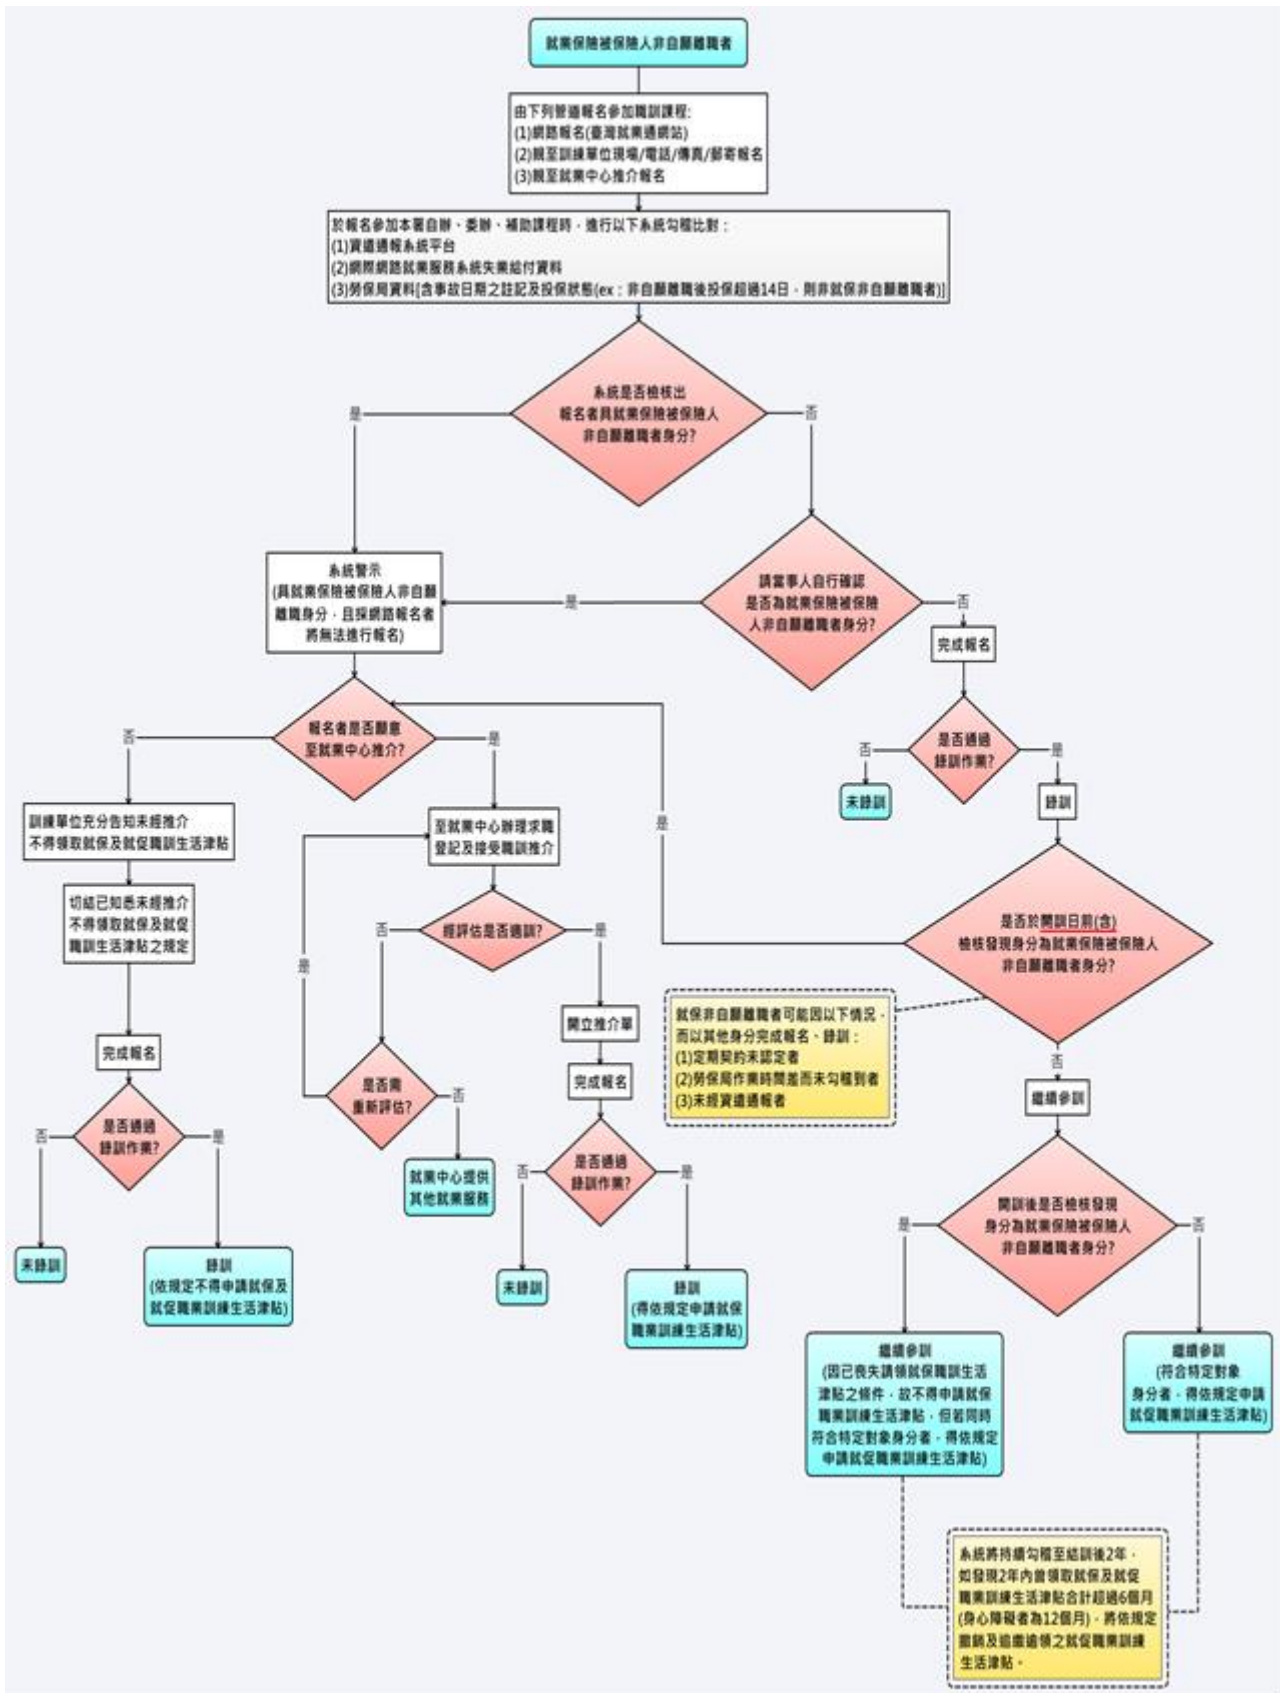 就業保險被保險人非自願離職者
由下列管道報名參加職訓課程:
(1)網路報名(臺灣就業通網站)
(2)親至訓練單位現場/電話/傳真/郵寄報名
(3)親至就業中心推介報名
於報名參加本署自辦、委辦、補助課程時，進行以下系統勾稽比對：
(1)資遣通報系統平台
(2)網際網路就業服務系統失業給付資料
(3)勞保局資料[含事故日期之註記及投保狀態(ex：非自願離職後投保超過14日，則非就保非自願離職者)]
系統是否檢核出
報名者具就業保險被保險人
非自願離職者身分?
是
否
系統警示
(具就業保險被保險人非自願
離職身分，且採網路報名者
將無法進行報名)
是
請當事人自行確認
是否為就業保險被保險
人非自願離職者身分?
否
完成報名
報名者是否願意
至就業中心推介?
否
是
是否通過
錄訓作業?
否
是
未錄訓
錄訓
訓練單位充分告知未經推介
不得領取就保及就促職訓生活津貼
至就業中心辦理求職
登記及接受職訓推介
是
切結已知悉未經推介
不得領取就保及就促
職訓生活津貼之規定
經評估是否適訓?
否
是
是否於開訓日前(含)
檢核發現身分為就業保險被保險人
非自願離職者身分?
是
開立推介單
就保非自願離職者可能因以下情況，
而以其他身分完成報名、錄訓：
(1)定期契約未認定者
(2)勞保局作業時間差而未勾稽到者
(3)未經資遣通報者
否
完成報名
是否需
重新評估?
否
完成報名
繼續參訓
是否通過
錄訓作業?
否
是
就業中心提供
其他就業服務
是否通過
錄訓作業?
否
是
開訓後是否檢核發現
身分為就業保險被保險人
非自願離職者身分?
是
否
未錄訓
錄訓
(依規定不得申請就保及
就促職業訓練生活津貼)
未錄訓
錄訓
(得依規定申請就保
職業訓練生活津貼)
繼續參訓
(因已喪失請領就保職訓生活
津貼之條件，故不得申請就保
職業訓練生活津貼，但若同時
符合特定對象身分者，得依規定
申請就促職業訓練生活津貼)
繼續參訓
(符合特定對象
身分者，得依規定申請
就促職業訓練生活津貼)
系統將持續勾稽至結訓後2年，
如發現2年內曾領取就保及就促
職業訓練生活津貼合計超過6個月
(身心障礙者為12個月)，將依規定
撤銷及追繳逾領之就促職業訓練
生活津貼。